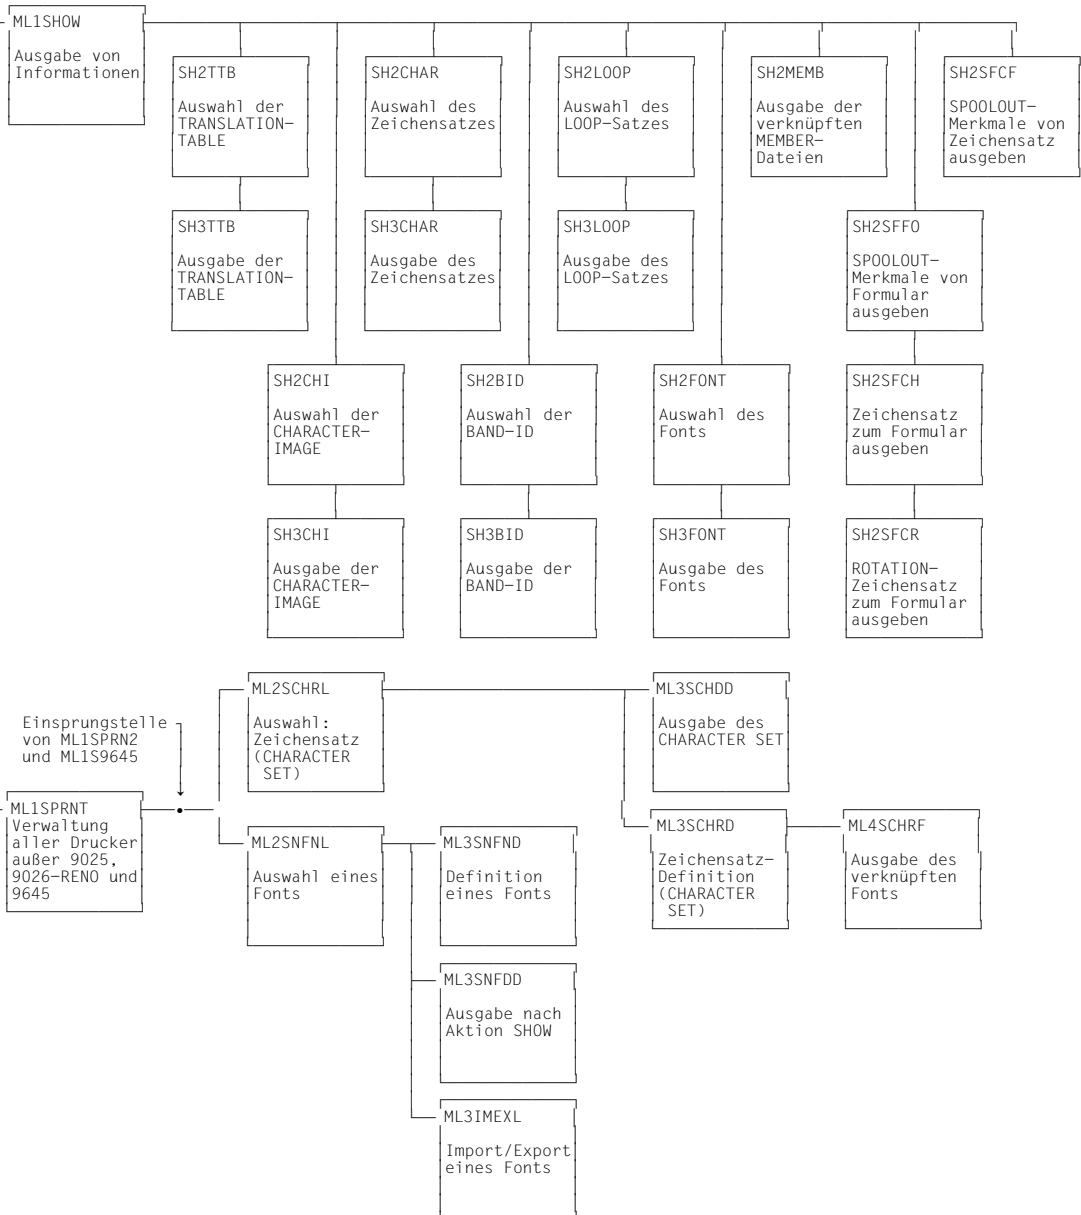 ML1SHOW
Ausgabe von
Informationen
SH2TTB
Auswahl der
TRANSLATION-
TABLE
SH2CHAR
Auswahl des
Zeichensatzes
SH2LOOP
Auswahl des
LOOP-Satzes
SH2MEMB
Ausgabe der
verknüpften
MEMBER-
Dateien
SH2SFCF
SPOOLOUT-
Merkmale von
Zeichensatz
ausgeben
SH3TTB
Ausgabe der
TRANSLATION-
TABLE
SH3CHAR
Ausgabe des
Zeichensatzes
SH3LOOP
Ausgabe des
LOOP-Satzes
SH2SFFO
SPOOLOUT-
Merkmale von
Formular
ausgeben
SH2CHI
Auswahl der
CHARACTER-
IMAGE
SH2BID
Auswahl der
BAND-ID
SH2FONT
Auswahl des
Fonts
SH2SFCH
Zeichensatz
zum Formular
ausgeben
SH3CHI
Ausgabe der
CHARACTER-
IMAGE
SH3BID
Ausgabe der
BAND-ID
SH3FONT
Ausgabe des
Fonts
SH2SFCR
ROTATION-
Zeichensatz
zum Formular
ausgeben
ML2SCHRL
Auswahl:
Zeichensatz
(CHARACTER
SET)
ML3SCHDD
Ausgabe des
CHARACTER SET
Einsprungstelle
von ML1SPRN2
und ML1S9645
ML1SPRNT
Verwaltung
aller Drucker
außer 9025,
9026-RENO und
9645
ML2SNFNL
Auswahl eines
Fonts
ML3SNFND
Definition
eines Fonts
ML3SCHRD
Zeichensatz-
Definition
(CHARACTER
SET)
ML4SCHRF
Ausgabe des
verknüpften
Fonts
ML3SNFDD
Ausgabe nach
Aktion SHOW
ML3IMEXL
Import/Export
eines Fonts